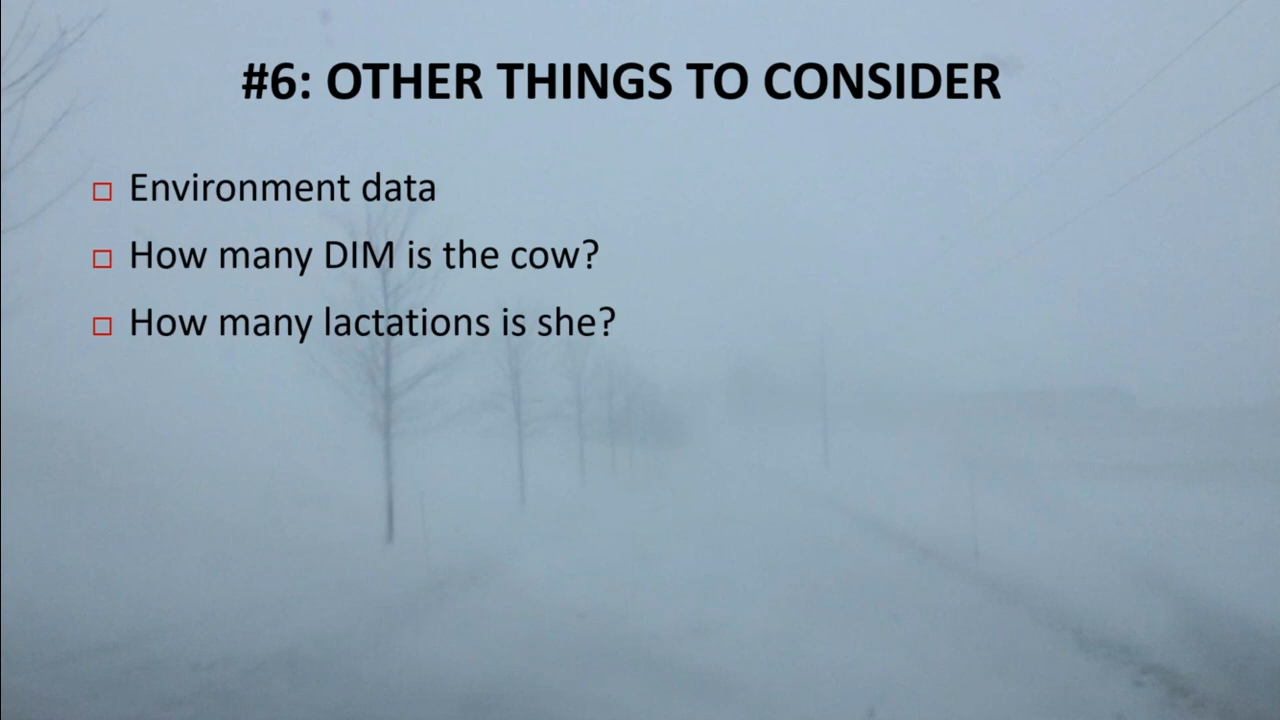 #6: OTHER THINGS TO CONSIDER
Environment data
How many DIM is the cow?
How many lactations is she?